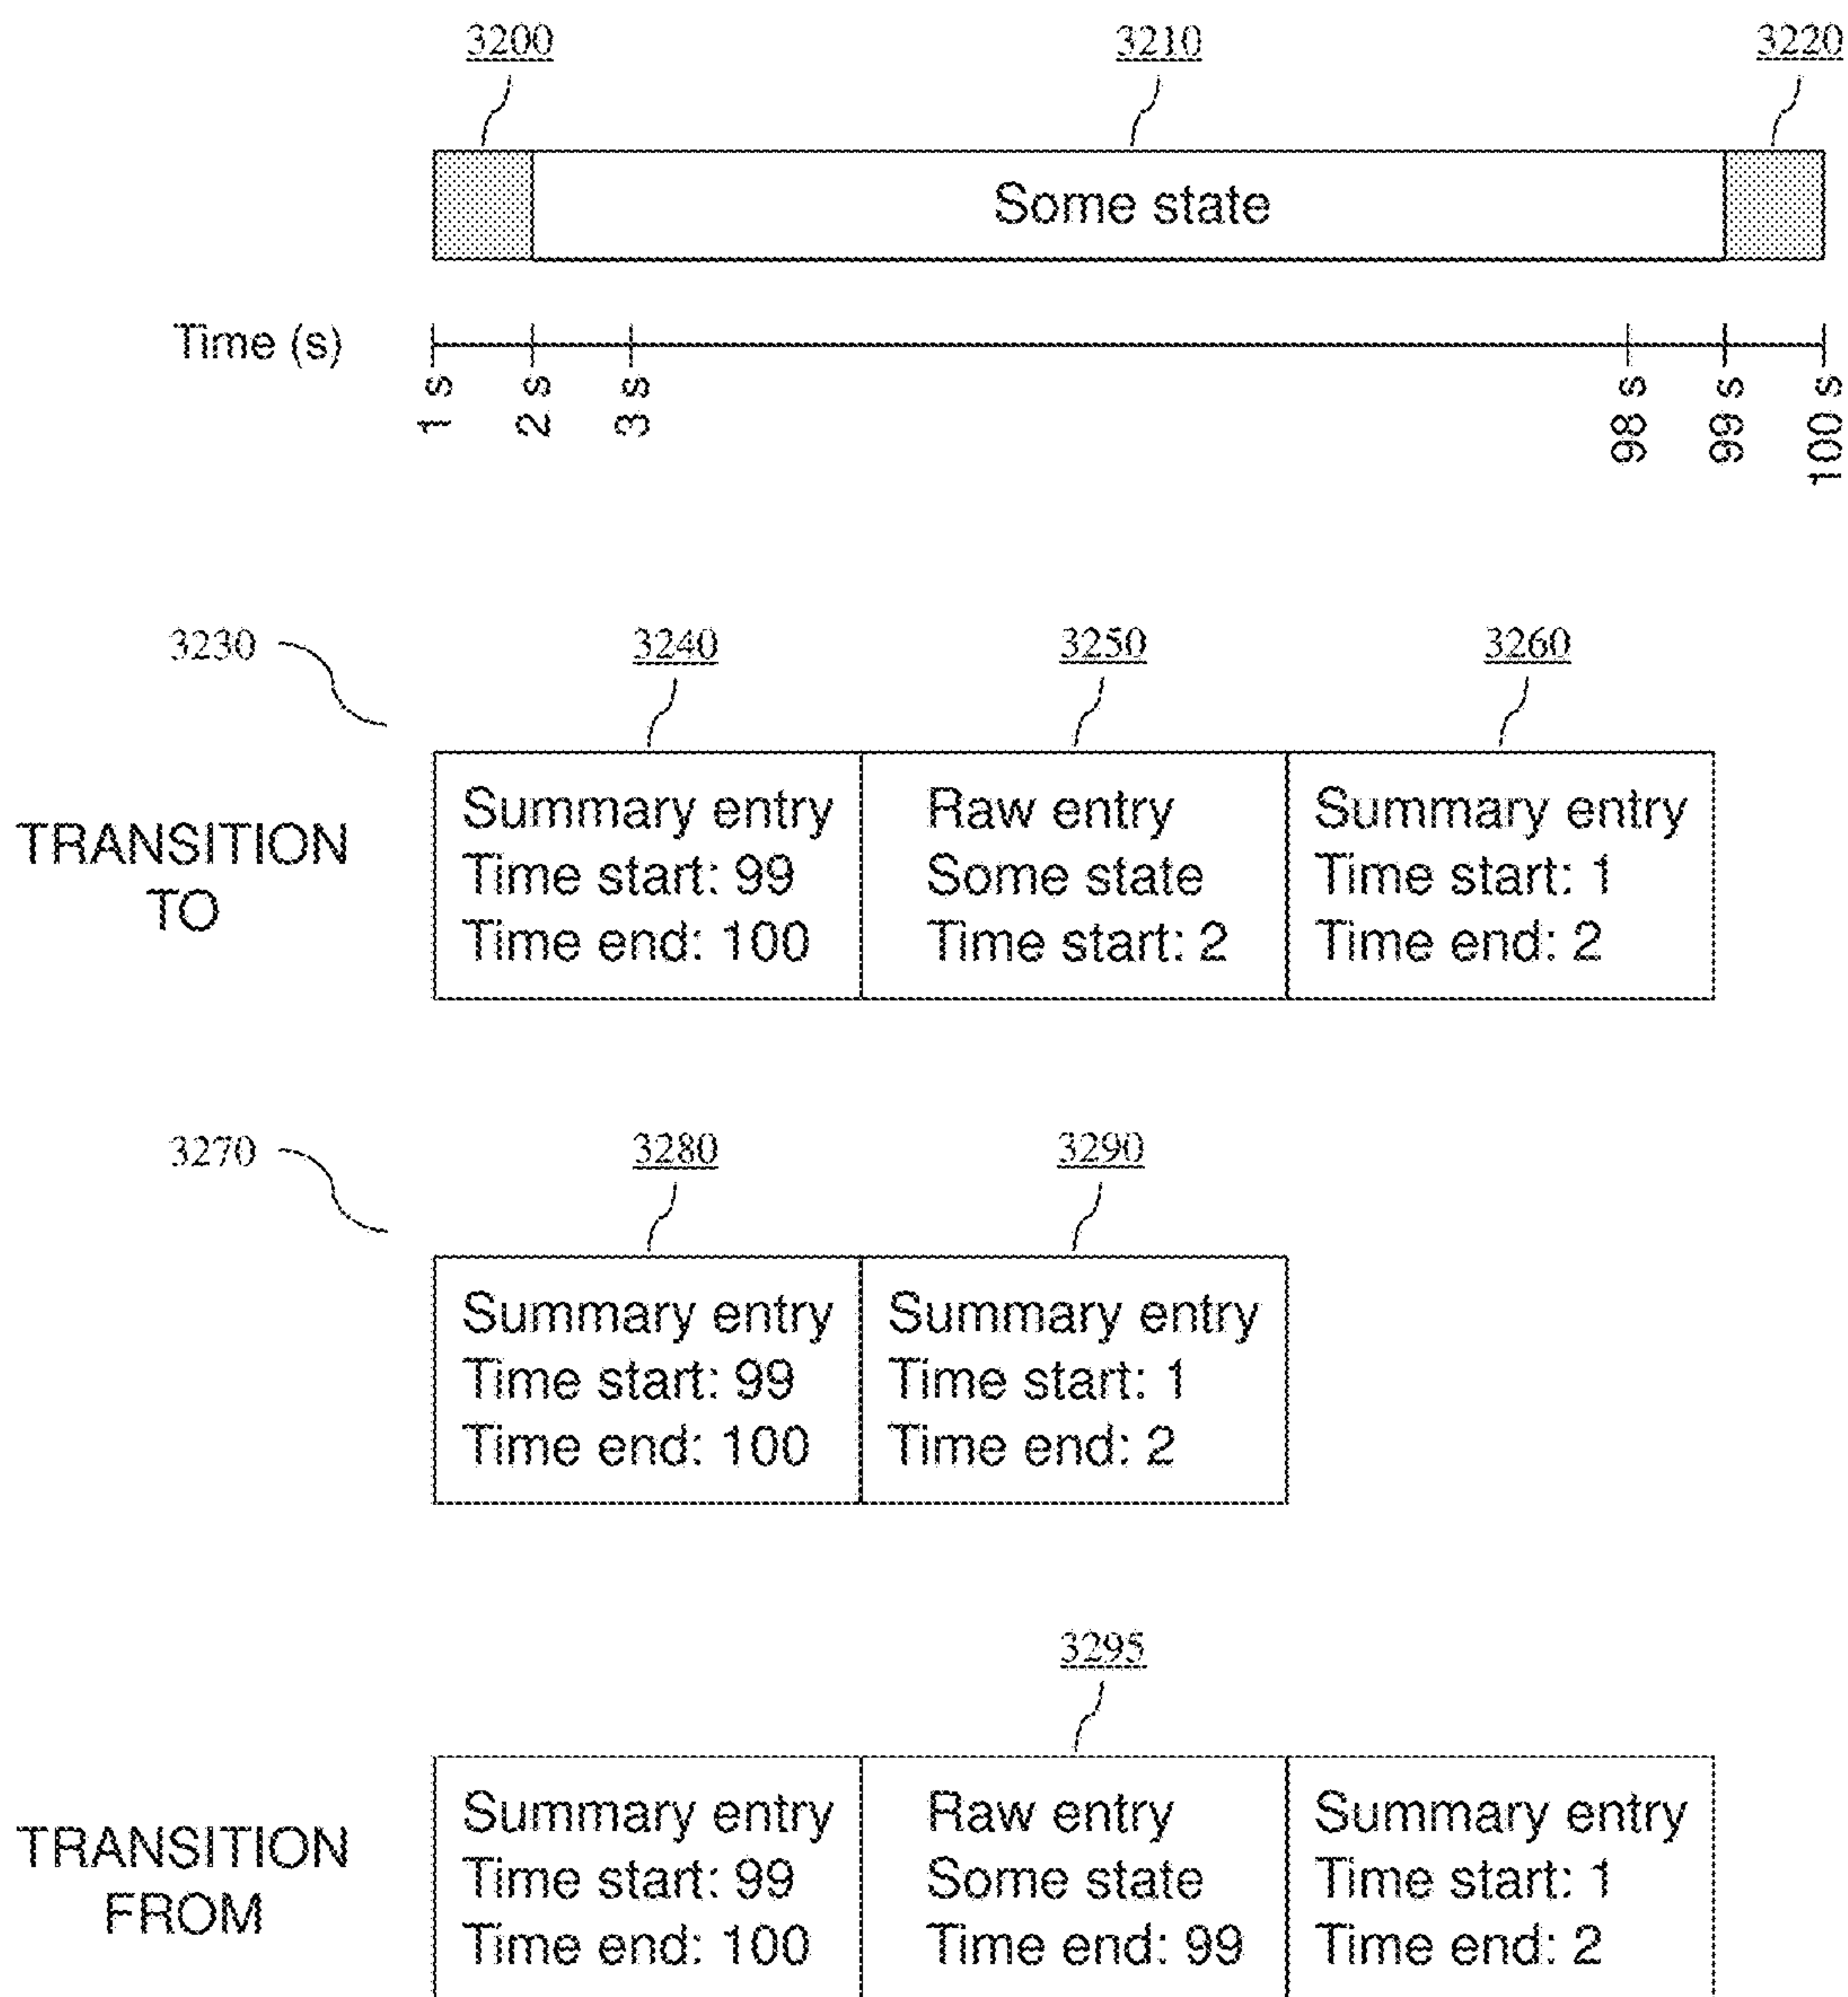 3200 3210 3220
Some state
Time (s)
1 s 2 s 3 s 98 s 99 s 100 s
3230 3240 3250 3260
TRANSITION
TO
Summary entry
Time start: 99
Time end: 100
Raw entry
Some state
Time start: 2
Summary entry
Time start: 1
Time end: 2
3270 3280 3290
Summary entry
Time start: 99
Time end: 100
Summary entry
Time start: 1
Time end: 2
3295
TRANSITION
FROM
Summary entry
Time start: 99
Time end: 100
Raw entry
Some state
Time end: 99
Summary entry
Time start: 1
Time end: 2